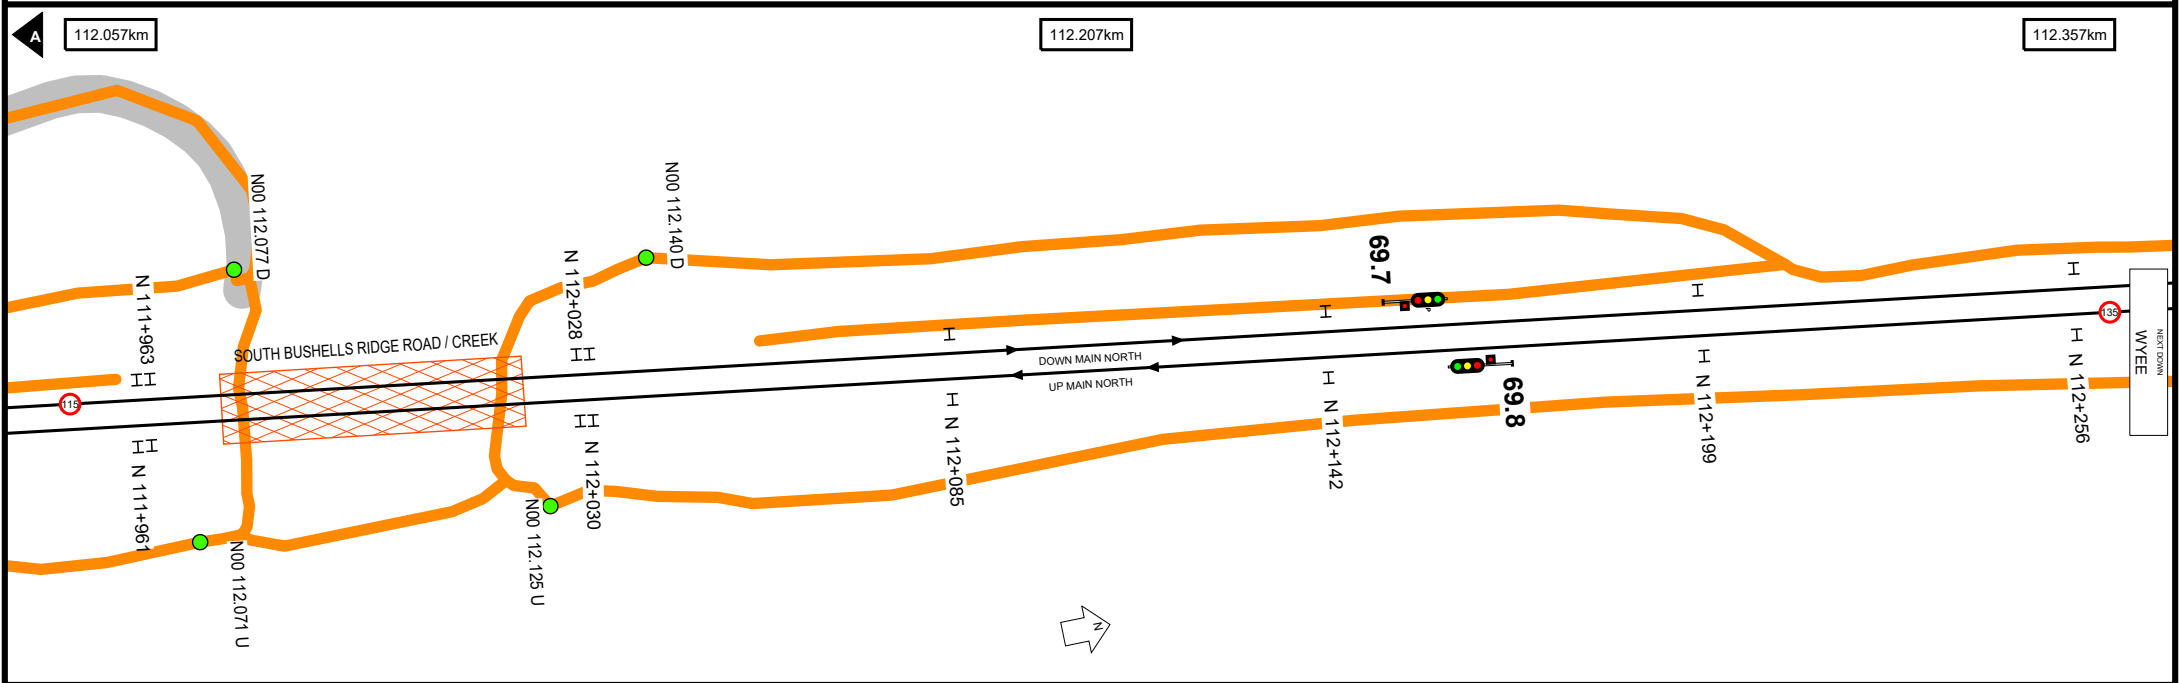 A
112.057km
112.207km
112.357km
N00 112.077 D
N00 112.140 D
N 111+963
N 112+028
69.7
SOUTH BUSHELLS RIDGE ROAD / CREEK
DOWN MAIN NORTH
UP MAIN NORTH
115
135
NEXT DOWN
WYEE
69.8
N 111+961
N00 112.071 U
N00 112.125 U
N 112+030
N 112+085
N 112+142
N 112+199
N 112+256
N